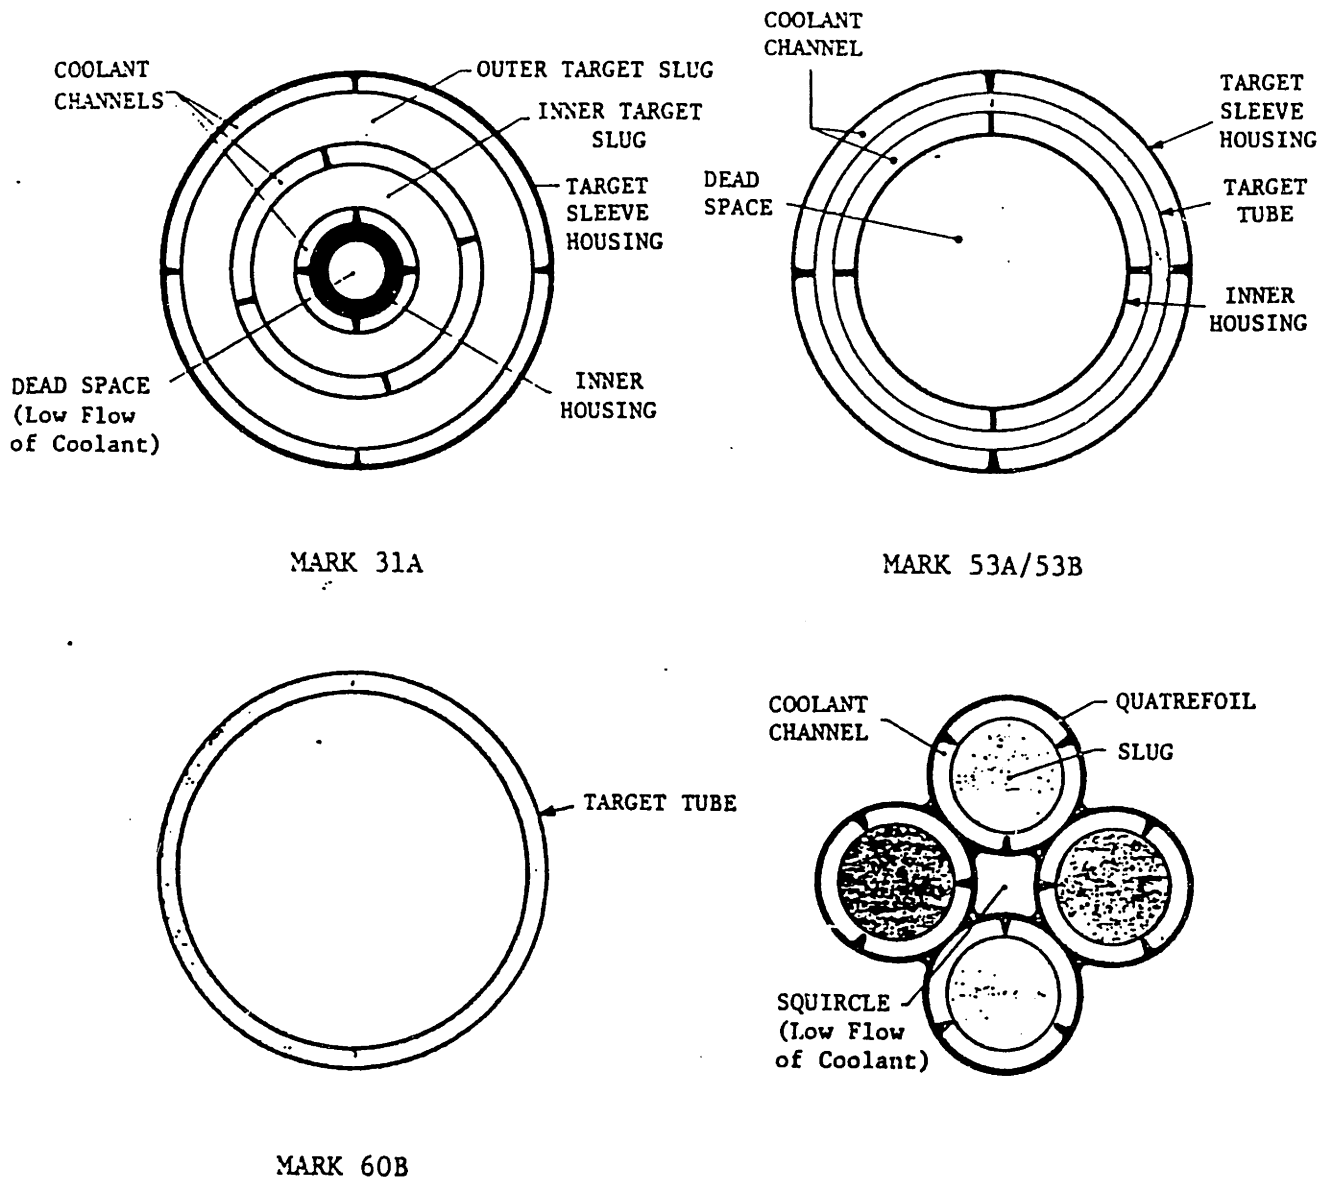 COOLANT
CHANNELS
OUTER TARGET SLUG
INNER TARGET
SLUG
TARGET
SLEEVE
HOUSING
DEAD SPACE
(Low Flow
of Coolant)
INNER
HOUSING
MARK 31A
COOLANT
CHANNEL
DEAD
SPACE
TARGET
SLEEVE
HOUSING
TARGET
TUBE
INNER
HOUSING
MARK 53A/53B
TARGET TUBE
MARK 60B
COOLANT
CHANNEL
QUATREFOIL
SLUG
SQUIRCLE
(Low Flow
of Coolant)